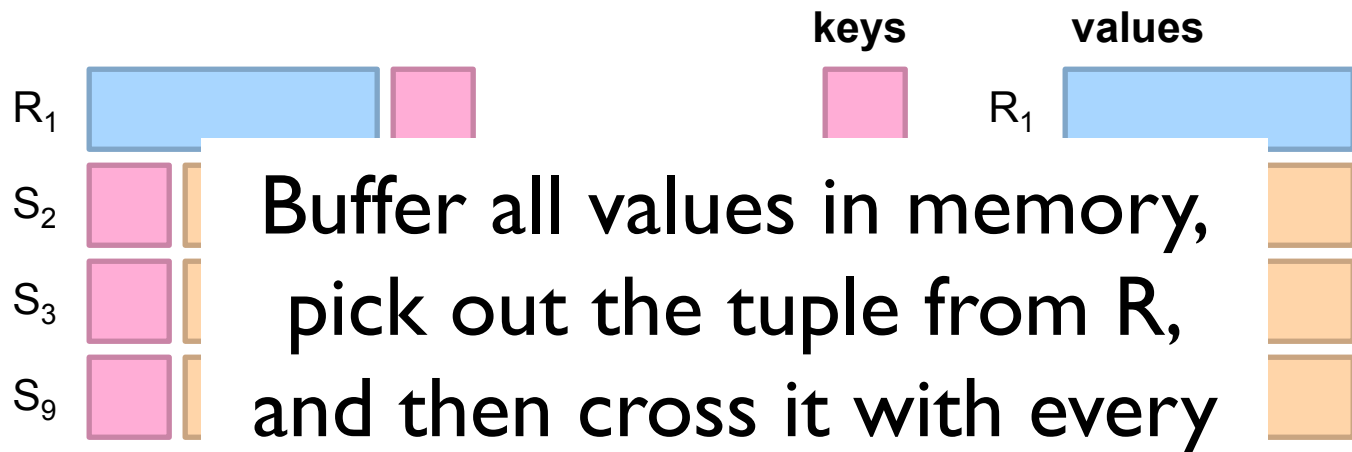 keys values
R₁ R₁
S₂
S₃
S₉
Buffer all values in memory,
pick out the tuple from R,
and then cross it with every